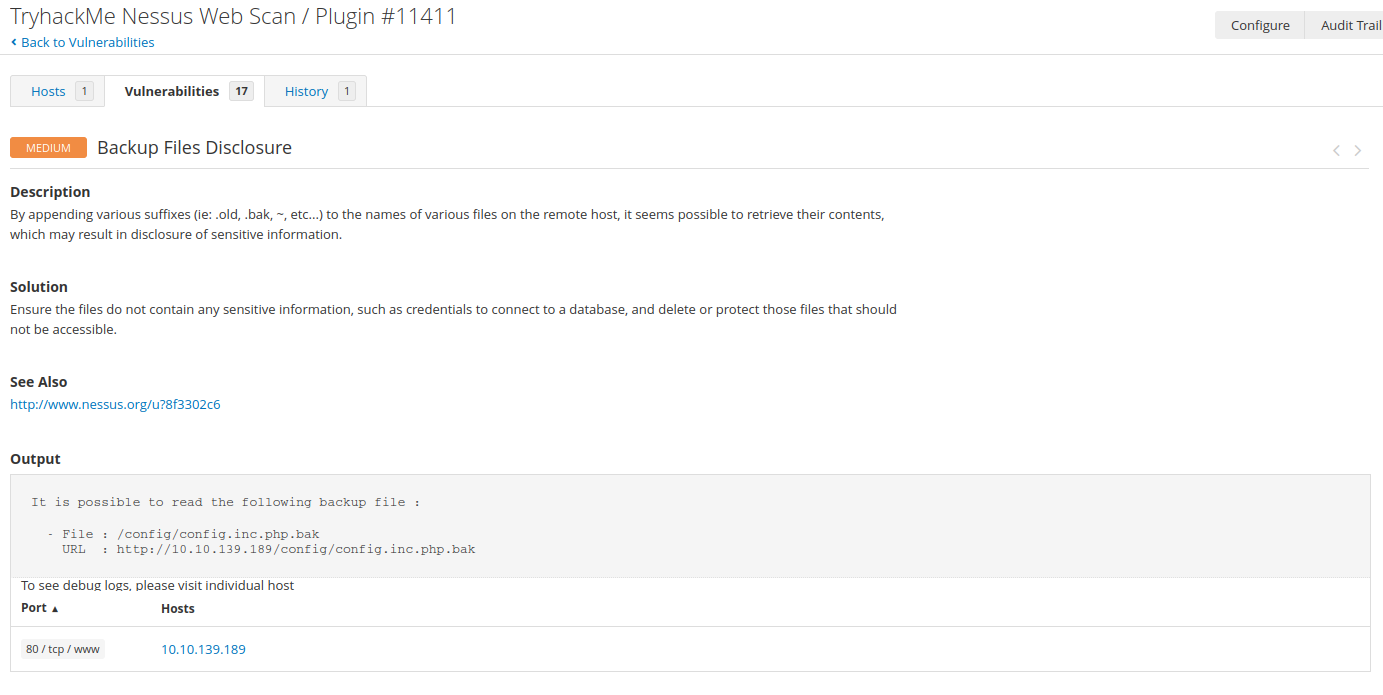 TryhackMe Nessus Web Scan / Plugin #11411
Configure Audit Trail
‹ Back to Vulnerabilities
Hosts 1 Vulnerabilities 17 History 1
MEDIUM Backup Files Disclosure
Description
By appending various suffixes (ie: .old, .bak, ~, etc...) to the names of various files on the remote host, it seems possible to retrieve their contents,
which may result in disclosure of sensitive information.
Solution
Ensure the files do not contain any sensitive information, such as credentials to connect to a database, and delete or protect those files that should
not be accessible.
See Also
http://www.nessus.org/u?8f3302c6
Output
It is possible to read the following backup file :
- File : /config/config.inc.php.bak
URL : http://10.10.139.189/config/config.inc.php.bak
To see debug logs, please visit individual host
Port ▲ Hosts
80 / tcp / www 10.10.139.189